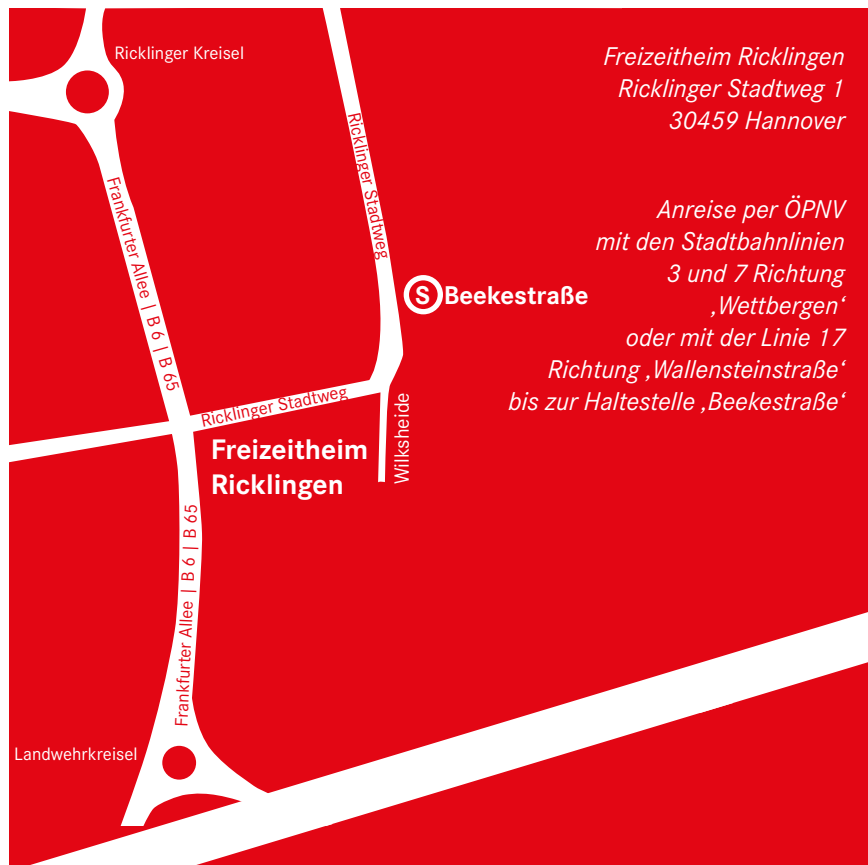 Ricklinger Kreisel
Freizeitheim Ricklingen
Ricklinger Stadtweg 1
30459 Hannover
Ricklinger Stadtweg
Frankfurter Allee | B 6 | B 65
Anreise per ÖPNV
mit den Stadtbahnlinien
3 und 7 Richtung
‚Wettbergen‘
oder mit der Linie 17
Richtung ‚Wallensteinstraße‘
bis zur Haltestelle ‚Beekestraße‘
S Beekestraße
Ricklinger Stadtweg
Wilksheide
Freizeitheim
Ricklingen
Frankfurter Allee | B 6 | B 65
Landwehrkreisel